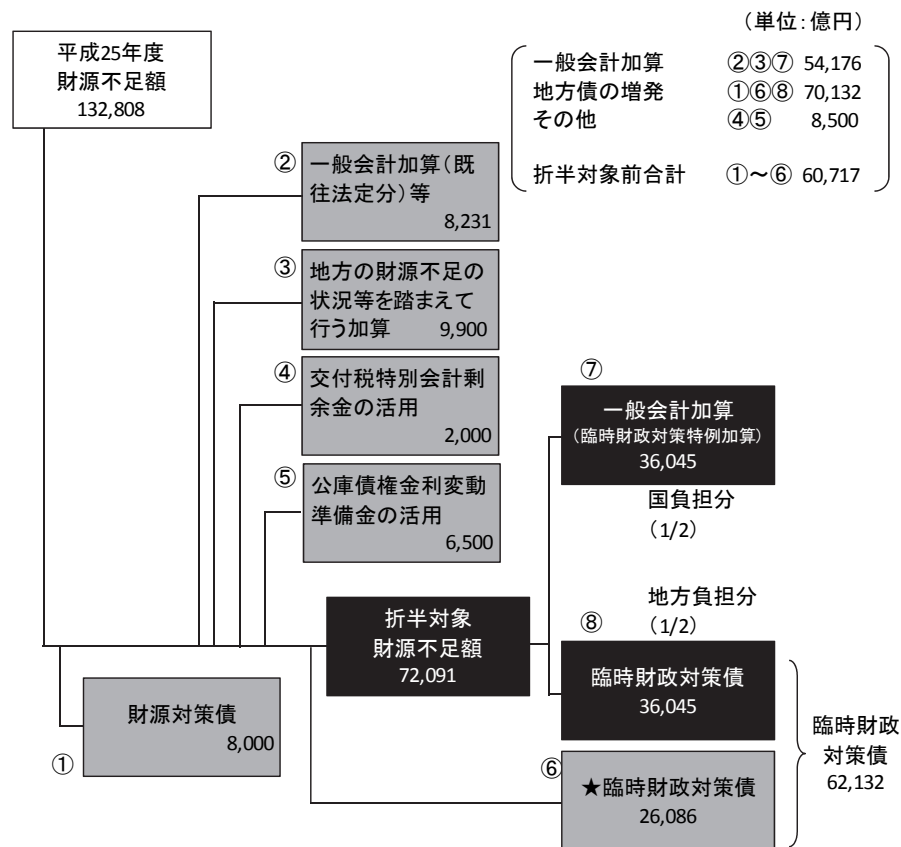 (単位:億円)
平成25年度
財源不足額
132,808
一般会計加算 ②③⑦ 54,176
地方債の増発 ①⑥⑧ 70,132
その他 ④⑤ 8,500
折半対象前合計 ①~⑥ 60,717
② 一般会計加算(既
往法定分)等
8,231
③ 地方の財源不足の
状況等を踏まえて
行う加算 9,900
④ 交付税特別会計剰
余金の活用
2,000
⑤ 公庫債権金利変動
準備金の活用
6,500
⑦
一般会計加算
(臨時財政対策特例加算)
36,045
国負担分
(1/2)
折半対象
財源不足額
72,091
地方負担分
(1/2)
⑧
臨時財政対策債
36,045
財源対策債
8,000
①
⑥
★臨時財政対策債
26,086
臨時財政
対策債
62,132